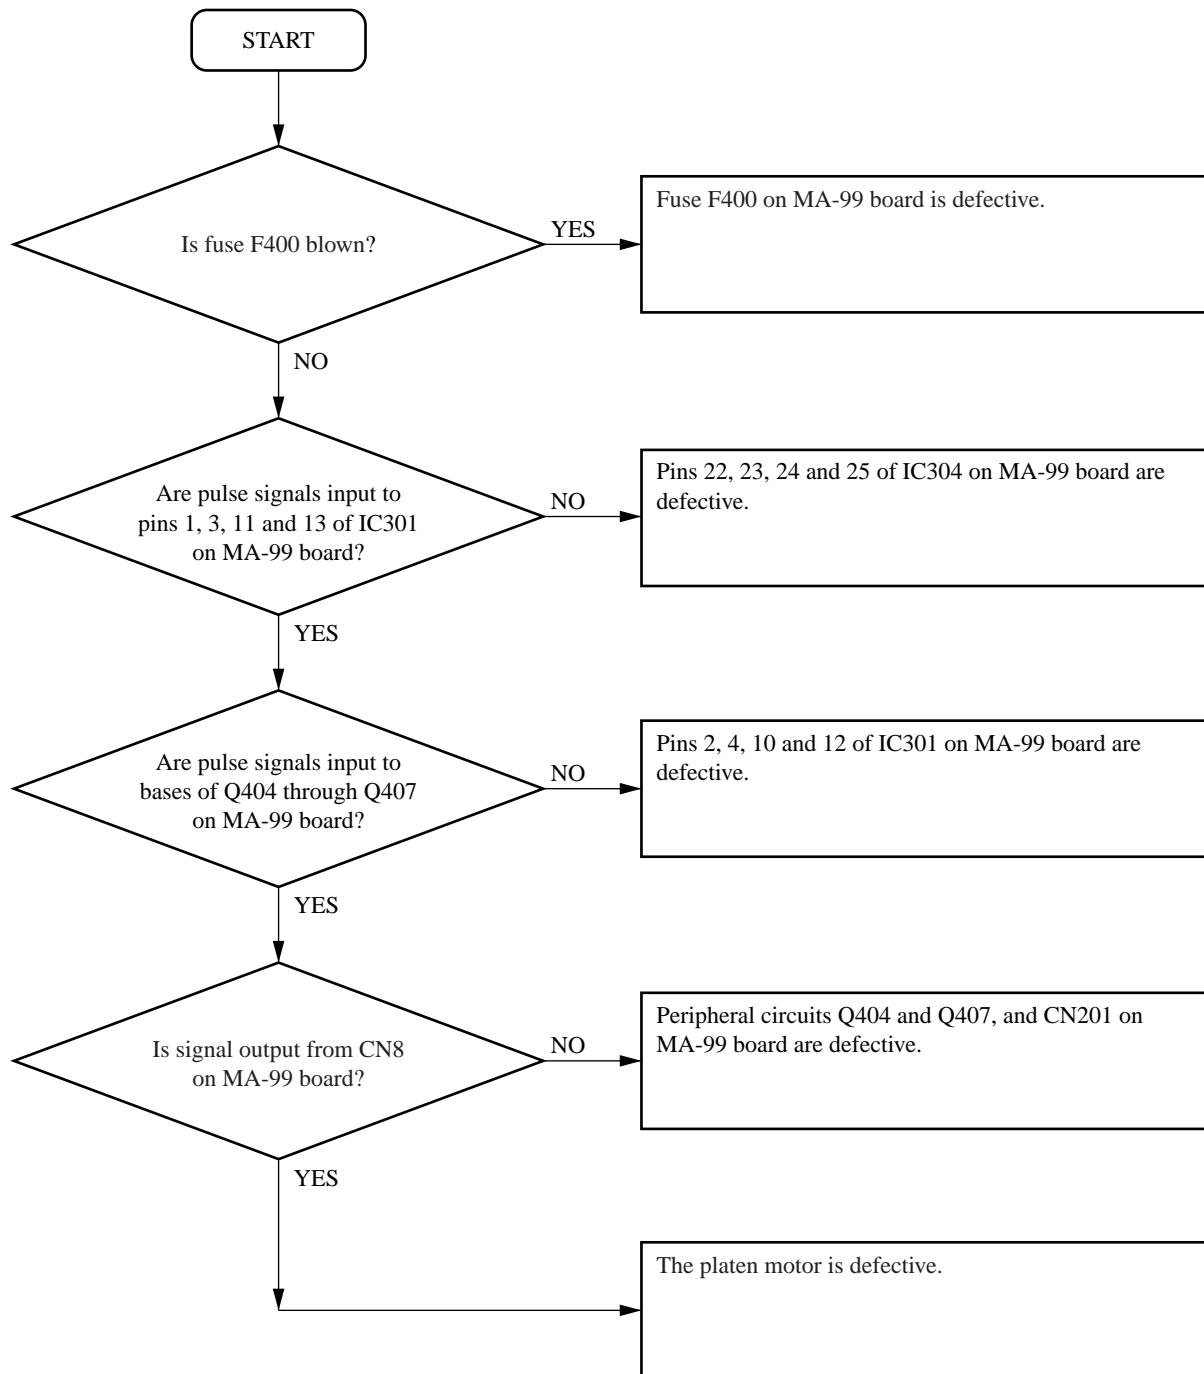 START
Is fuse F400 blown?
YES
Fuse F400 on MA-99 board is defective.
NO
Are pulse signals input to
pins 1, 3, 11 and 13 of IC301
on MA-99 board?
NO
Pins 22, 23, 24 and 25 of IC304 on MA-99 board are
defective.
YES
Are pulse signals input to
bases of Q404 through Q407
on MA-99 board?
NO
Pins 2, 4, 10 and 12 of IC301 on MA-99 board are
defective.
YES
Is signal output from CN8
on MA-99 board?
NO
Peripheral circuits Q404 and Q407, and CN201 on
MA-99 board are defective.
YES
The platen motor is defective.